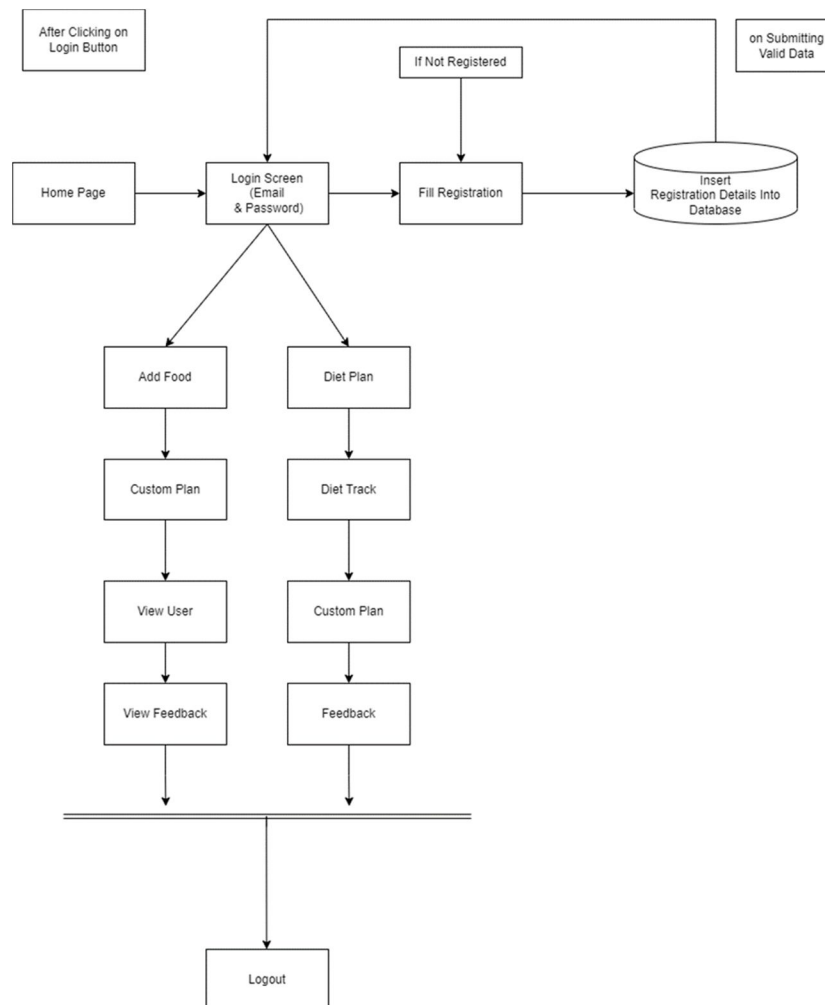 After Clicking on
Login Button
on Submitting
Valid Data
If Not Registered
Home Page
Login Screen
(Email
& Password)
Fill Registration
Insert
Registration Details Into
Database
Add Food
Diet Plan
Custom Plan
Diet Track
View User
Custom Plan
View Feedback
Feedback
Logout